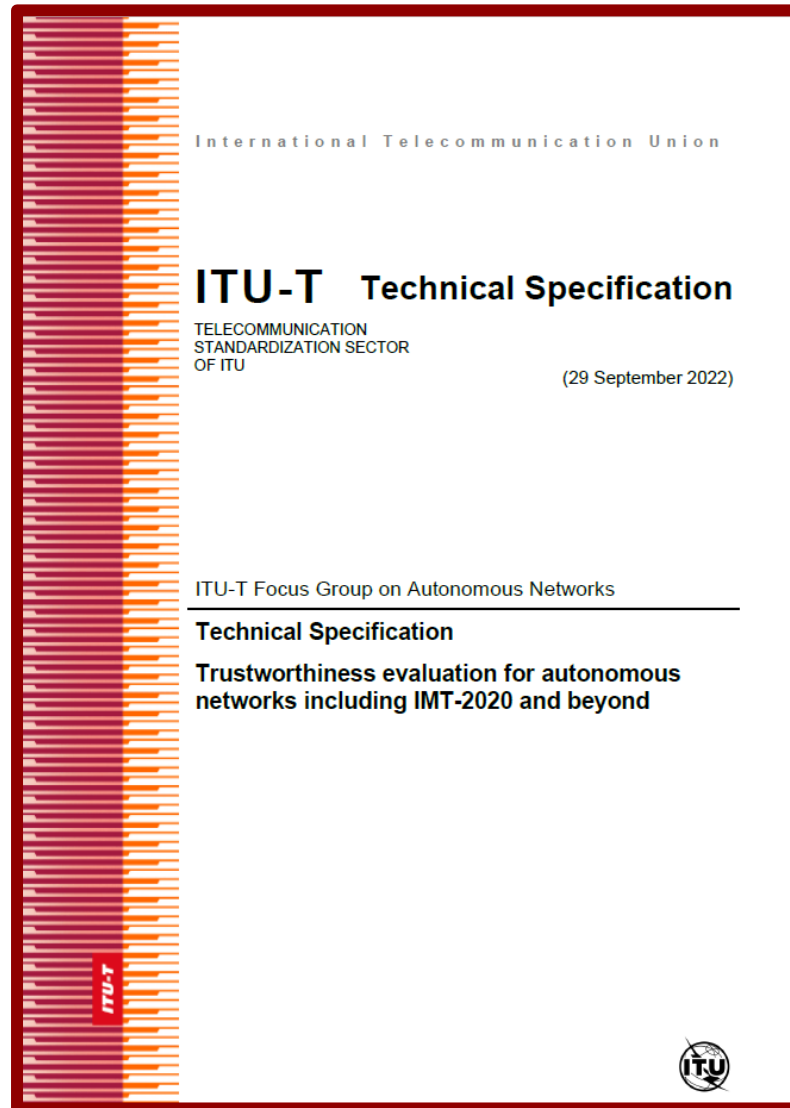 International Telecommunication Union
ITU-T Technical Specification
TELECOMMUNICATION
STANDARDIZATION SECTOR
OF ITU
(29 September 2022)
ITU-T Focus Group on Autonomous Networks
Technical Specification
Trustworthiness evaluation for autonomous
networks including IMT-2020 and beyond
ITU-T
ITU